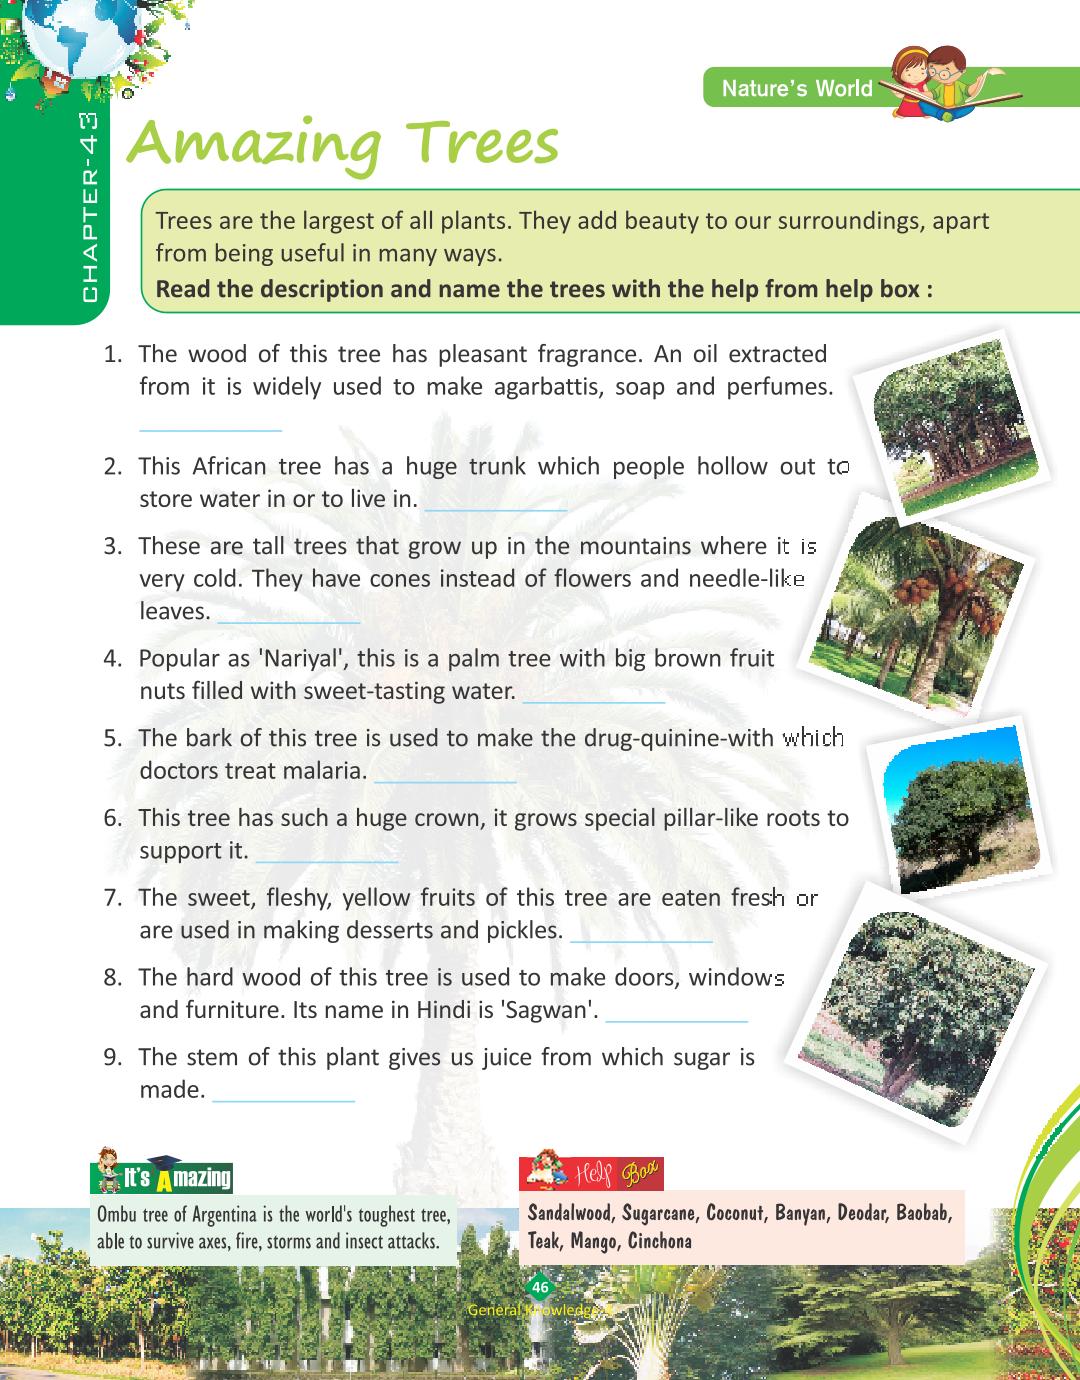 CHAPTER-43
Nature's World
Amazing Trees
Trees are the largest of all plants. They add beauty to our surroundings, apart
from being useful in many ways.
Read the description and name the trees with the help from help box :
1. The wood of this tree has pleasant fragrance. An oil extracted
from it is widely used to make agarbattis, soap and perfumes.
2. This African tree has a huge trunk which people hollow out to
store water in or to live in.
3. These are tall trees that grow up in the mountains where it is
very cold. They have cones instead of flowers and needle-like
leaves.
4. Popular as 'Nariyal', this is a palm tree with big brown fruit
nuts filled with sweet-tasting water.
5. The bark of this tree is used to make the drug-quinine-with which
doctors treat malaria.
6. This tree has such a huge crown, it grows special pillar-like roots to
support it.
7. The sweet, fleshy, yellow fruits of this tree are eaten fresh or
are used in making desserts and pickles.
8. The hard wood of this tree is used to make doors, windows
and furniture. Its name in Hindi is 'Sagwan'.
9. The stem of this plant gives us juice from which sugar is
made.
It's Amazing
Ombu tree of Argentina is the world's toughest tree,
able to survive axes, fire, storms and insect attacks.
Help Box
Sandalwood, Sugarcane, Coconut, Banyan, Deodar, Baobab,
Teak, Mango, Cinchona
46
General Knowledge